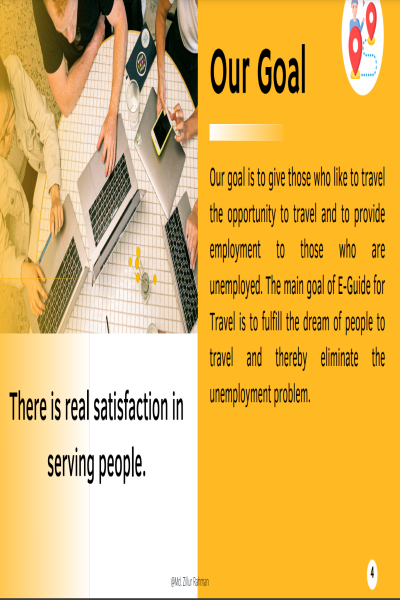 Our Goal
Our goal is to give those who like to travel
the opportunity to travel and to provide
employment to those who are
unemployed. The main goal of E-Guide for
Travel is to fulfill the dream of people to
travel and thereby eliminate the
unemployment problem.
There is real satisfaction in
serving people.
@Md. Zillur Rahman
4